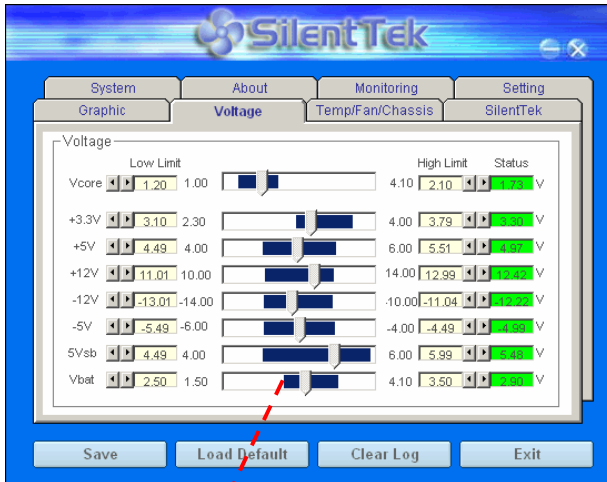 SilentTek
System About Monitoring Setting
Graphic Voltage Temp/Fan/Chassis SilentTek
Voltage
Low Limit High Limit Status
Vcore 1.20 1.00 4.10 2.10 1.73 V
+3.3V 3.10 2.30 4.00 3.79 3.30 V
+5V 4.49 4.00 6.00 5.51 4.97 V
+12V 11.01 10.00 14.00 12.99 12.42 V
-12V -13.01 -14.00 -10.00 -11.04 -12.22 V
-5V -5.49 -6.00 -4.00 -4.49 -4.99 V
5Vsb 4.49 4.00 6.00 5.99 5.48 V
Vbat 2.50 1.50 4.10 3.50 2.90 V
Save Load Default Clear Log Exit